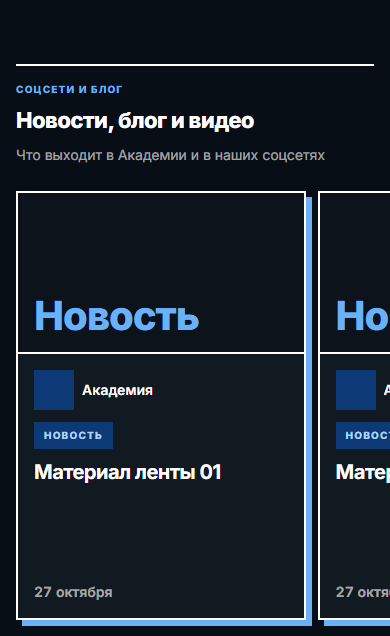 СОЦСЕТИ И БЛОГ
Новости, блог и видео
Что выходит в Академии и в наших соцсетях
Новость
Академия
НОВОСТЬ
Материал ленты 01
27 октября